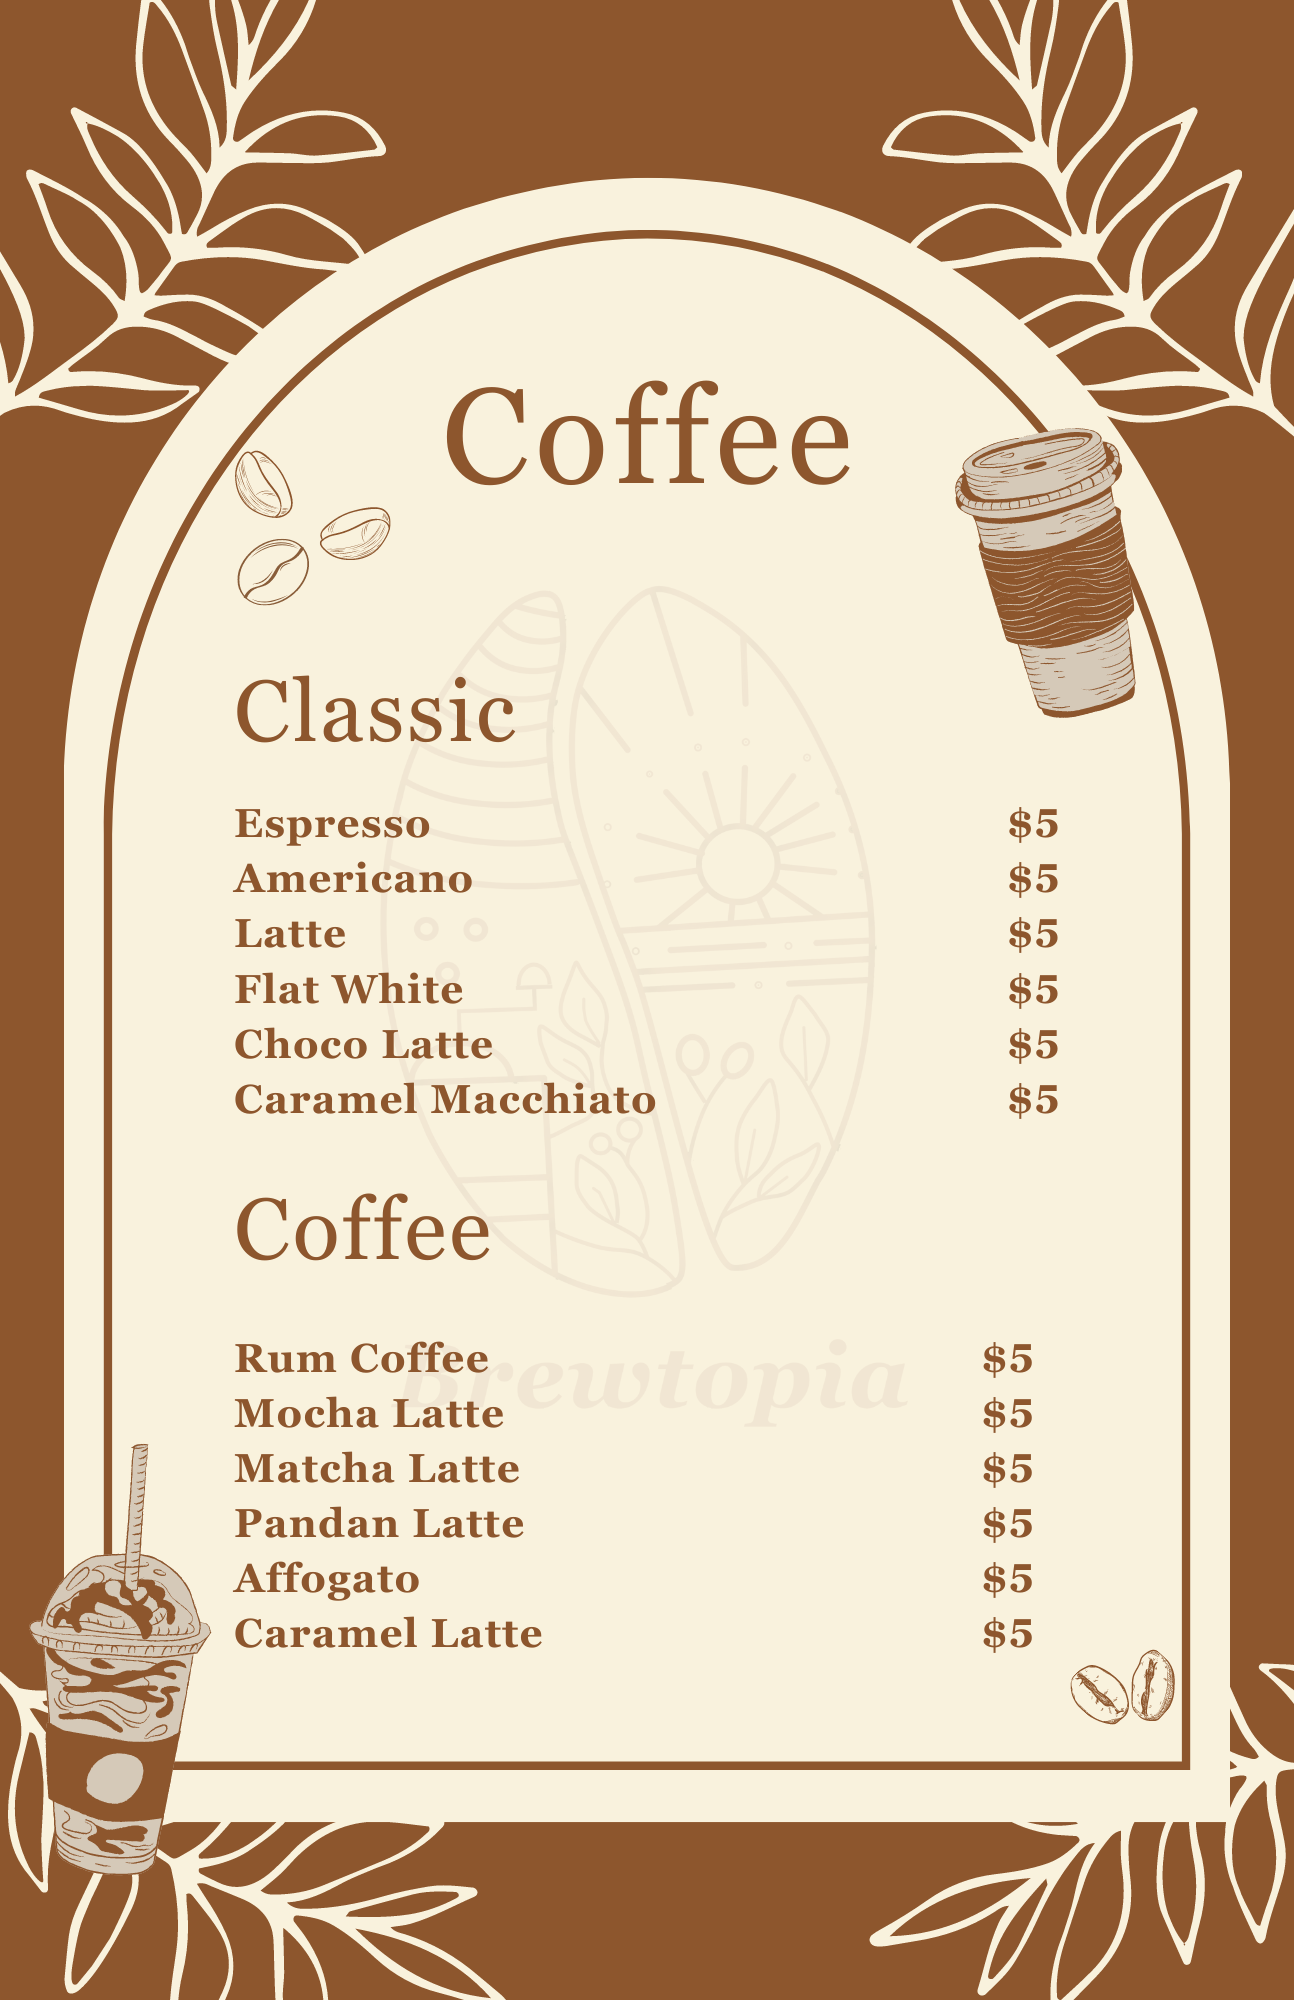 Coffee
Classic
Espresso $5
Americano $5
Latte $5
Flat White $5
Choco Latte $5
Caramel Macchiato $5
Coffee
Brewtopia
Rum Coffee $5
Mocha Latte $5
Matcha Latte $5
Pandan Latte $5
Affogato $5
Caramel Latte $5